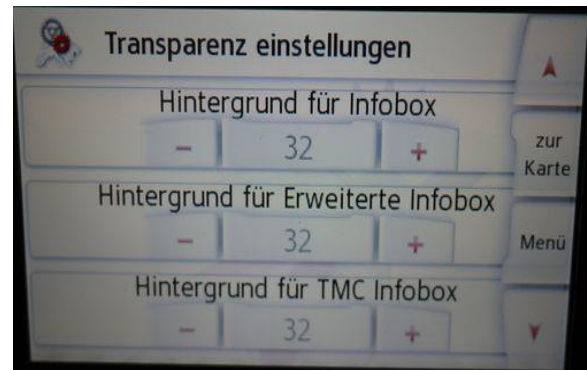 Transparenz einstellungen
Hintergrund für Infobox
- 32 +
zur
Karte
Hintergrund für Erweiterte Infobox
- 32 +
Menü
Hintergrund für TMC Infobox
- 32 +